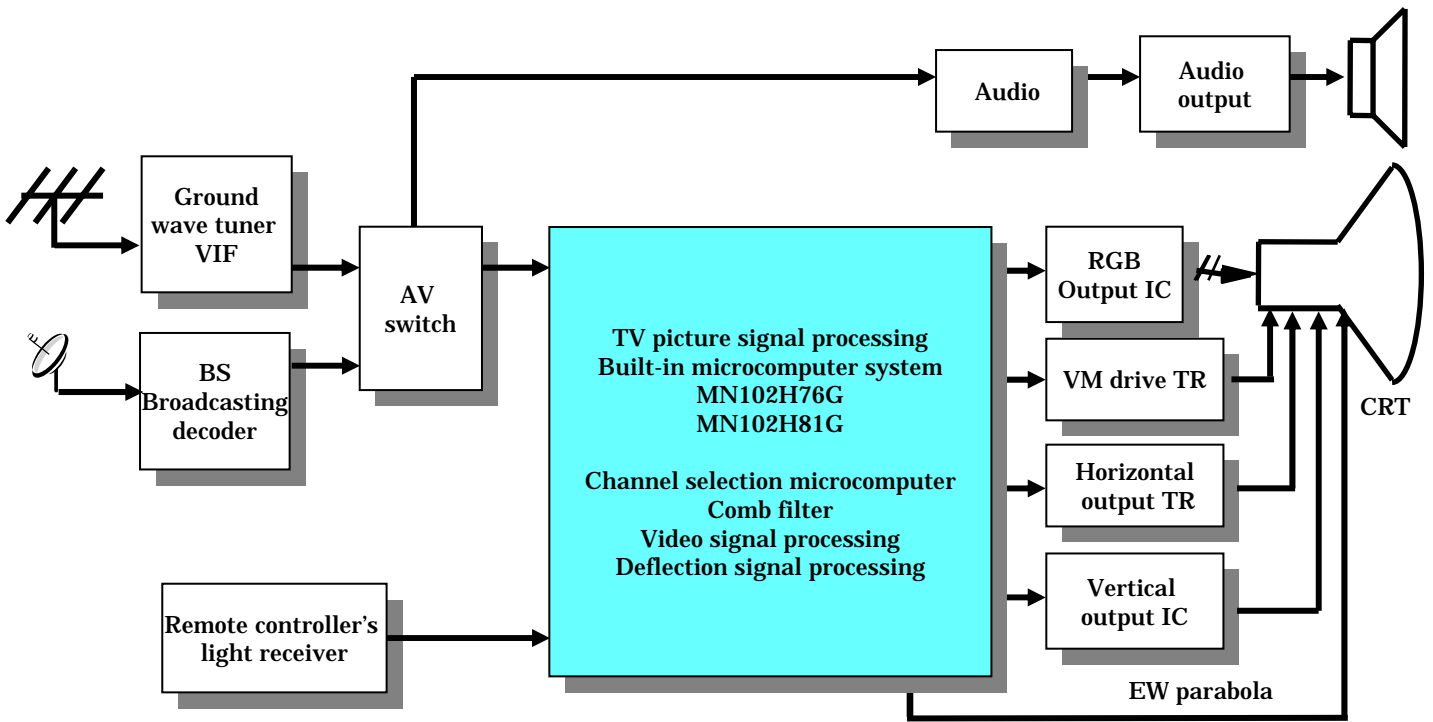 Audio
Audio
output
Ground
wave tuner
VIF
AV
switch
BS
Broadcasting
decoder
Remote controller's
light receiver
TV picture signal processing
Built-in microcomputer system
MN102H76G
MN102H81G
Channel selection microcomputer
Comb filter
Video signal processing
Deflection signal processing
RGB
Output IC
VM drive TR
Horizontal
output TR
Vertical
output IC
CRT
EW parabola